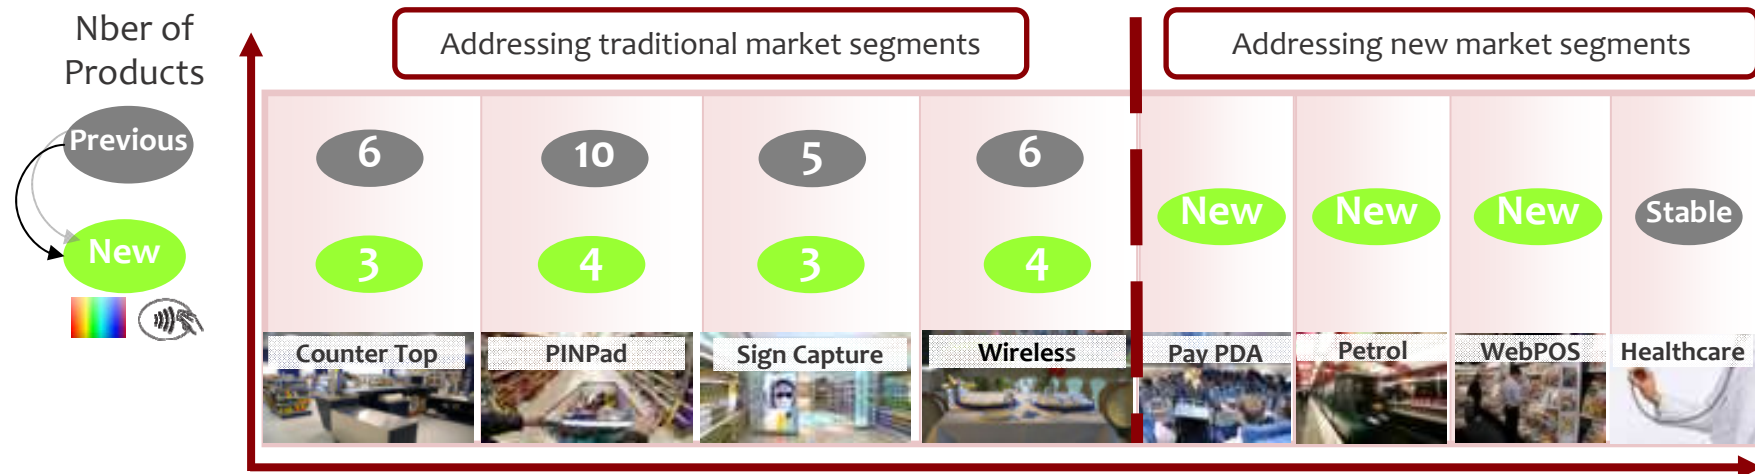 Nber of
Products
Addressing traditional market segments
Addressing new market segments
Previous
6
10
5
6
New
New
New
Stable
New
3
4
3
4
Counter Top
PINPad
Sign Capture
Wireless
Pay PDA
Petrol
WebPOS
Healthcare